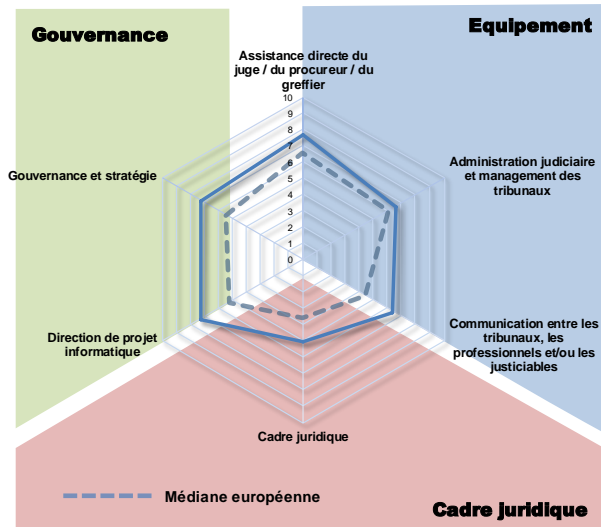 Gouvernance
Equipement
Assistance directe du
juge / du procureur / du
greffier
10
9
8
7
6
5
4
3
2
1
0
Gouvernance et stratégie
Administration judiciaire
et management des
tribunaux
Direction de projet
informatique
Communication entre les
tribunaux, les
professionnels et/ou les
justiciables
Cadre juridique
Médiane européenne
Cadre juridique